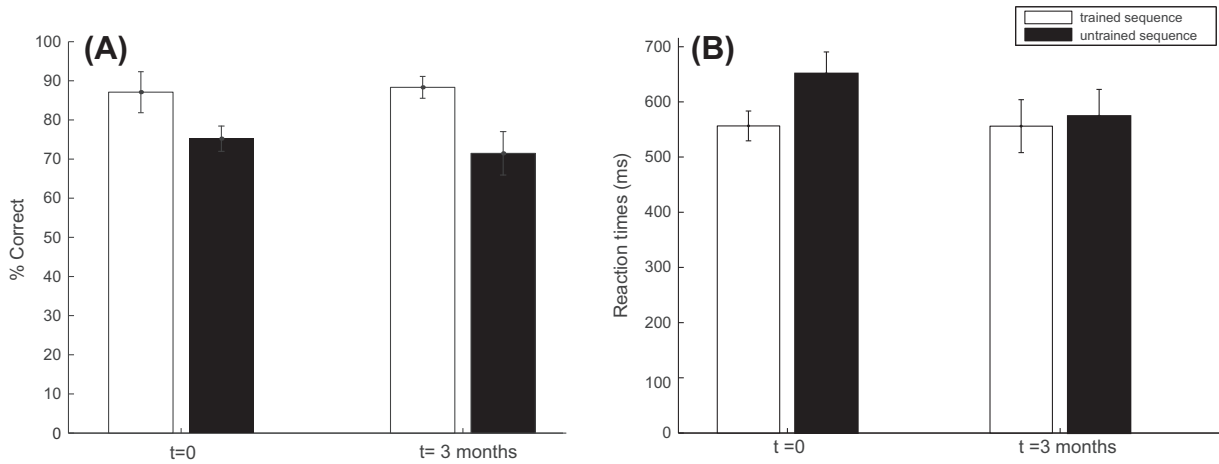 trained sequence
untrained sequence
(A)
% Correct
100
90
80
70
60
50
40
30
20
10
0
t=0
t= 3 months
(B)
Reaction times (ms)
700
600
500
400
300
200
100
0
t =0
t =3 months